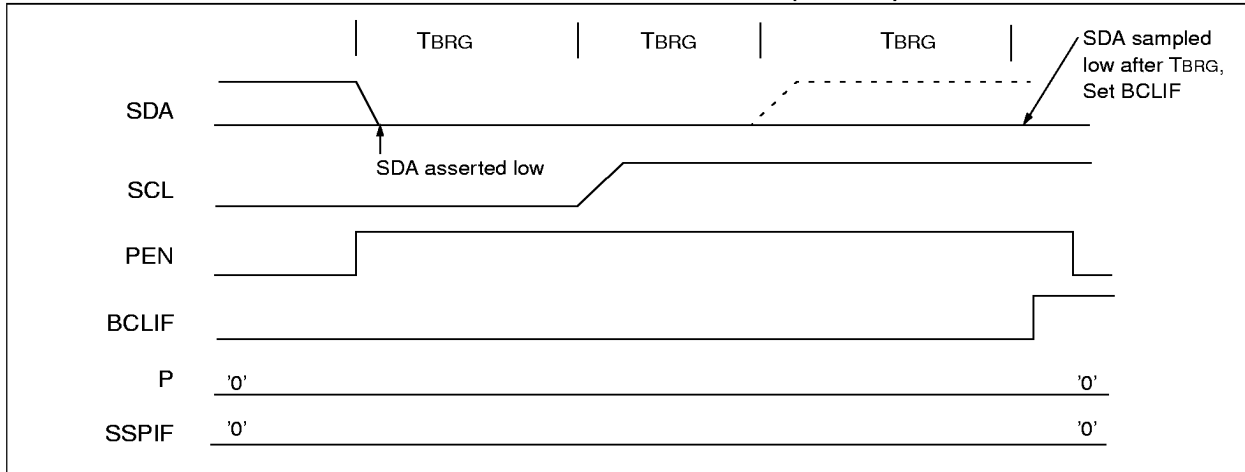 TBRG TBRG TBRG
SDA sampled
low after TBRG,
Set BCLIF
SDA
SDA asserted low
SCL
PEN
BCLIF
P '0' '0'
SSPIF '0' '0'